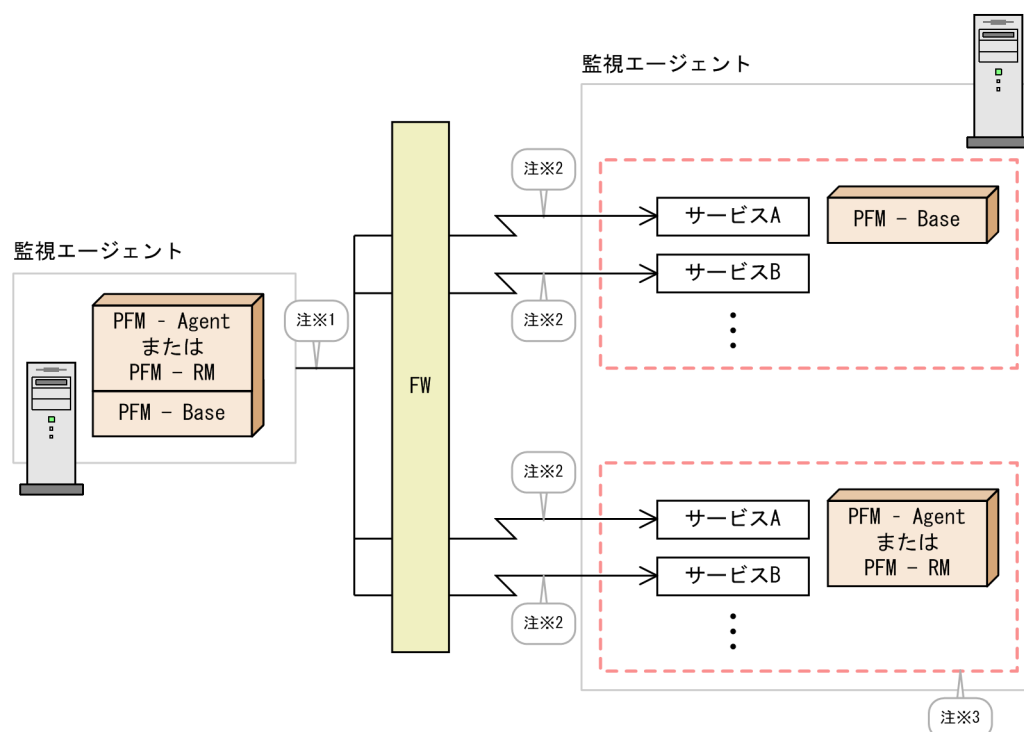 監視エージェント
注※2
サービスA
PFM － Base
サービスB
注※2
監視エージェント
PFM － Agent
または
PFM － RM
PFM － Base
注※1
FW
注※2
サービスA
PFM － Agent
または
PFM － RM
サービスB
注※2
注※3